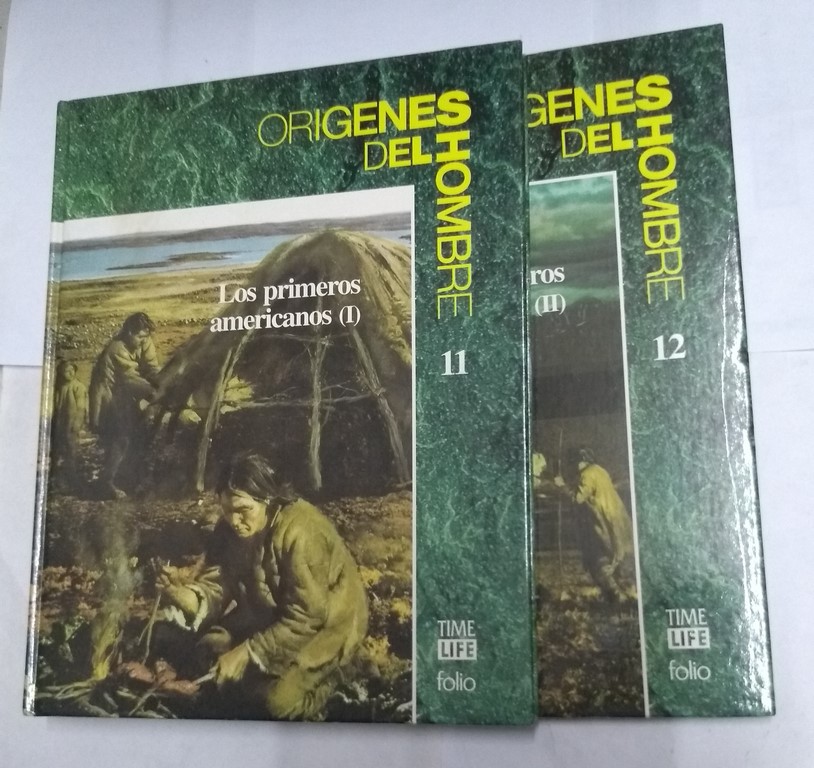 ORIGENES
DEL HOMBRE
Los primeros
americanos (I)
11
TIME
LIFE
folio
GENES
DEL HOMBRE
ros
(II)
12
TIME
LIFE
folio